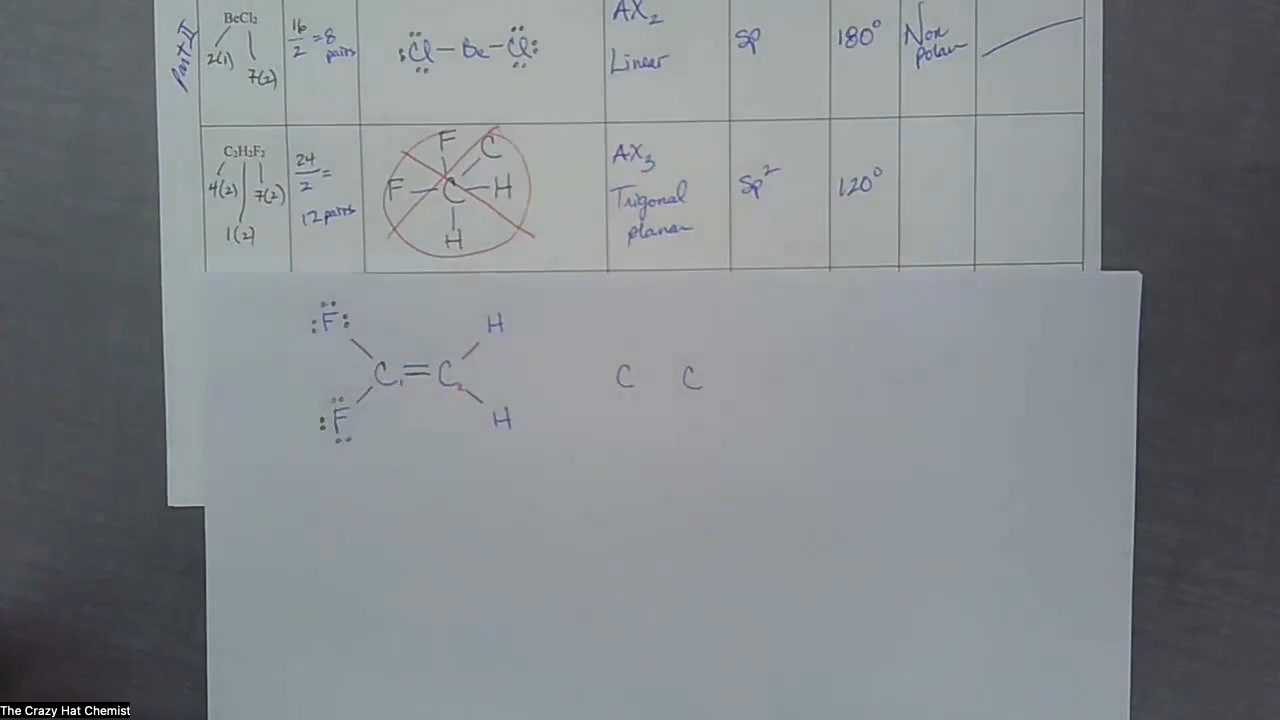 Part II
BeCl₂
2(1)
7(2)
16/2 = 8 pairs
:Cl — Be — Cl:
AX₂
Linear
Sp
180°
Non polar
C₂H₂F₂
4(2)
7(2)
1(2)
24/2 =
12 pairs
F C
F — C — H
H
AX₃
Trigonal
planar
Sp²
120°
:F: H
C₁ = C₂ C C
:F H
The Crazy Hat Chemist